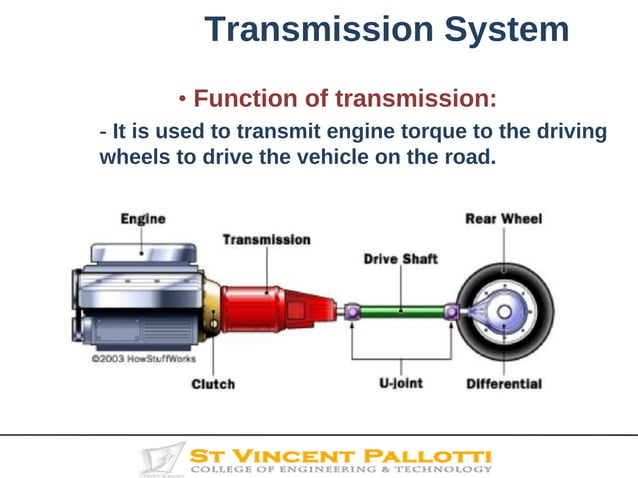 Transmission System
• Function of transmission:
- It is used to transmit engine torque to the driving
wheels to drive the vehicle on the road.
Engine
Rear Wheel
Transmission
Drive Shaft
©2003 HowStuffWorks
Clutch
U-joint
Differential
ST VINCENT PALLOTTI
COLLEGE OF ENGINEERING & TECHNOLOGY